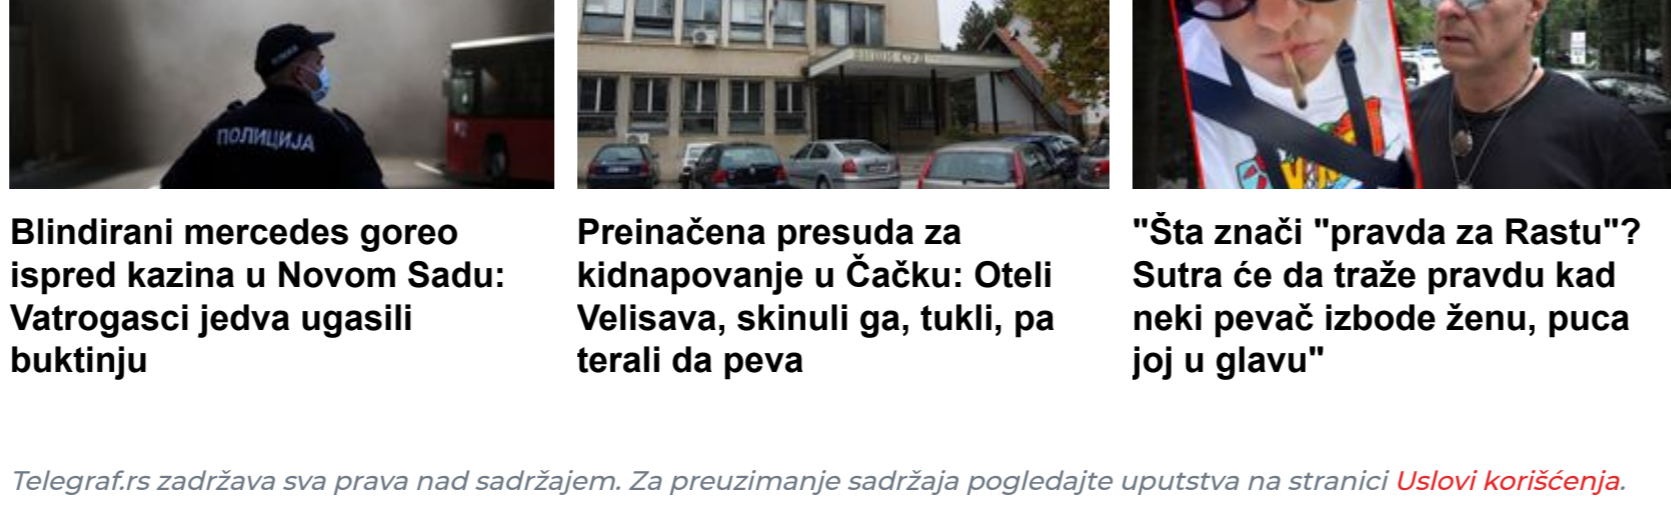 ПОЛИЦИЈА
ВИШИ СУД
Blindirani mercedes goreo
ispred kazina u Novom Sadu:
Vatrogasci jedva ugasili
buktinju
Preinačena presuda za
kidnapovanje u Čačku: Oteli
Velisava, skinuli ga, tukli, pa
terali da peva
"Šta znači "pravda za Rastu"?
Sutra će da traže pravdu kad
neki pevač izbode ženu, puca
joj u glavu"
Telegraf.rs zadržava sva prava nad sadržajem. Za preuzimanje sadržaja pogledajte uputstva na stranici Uslovi korišćenja.